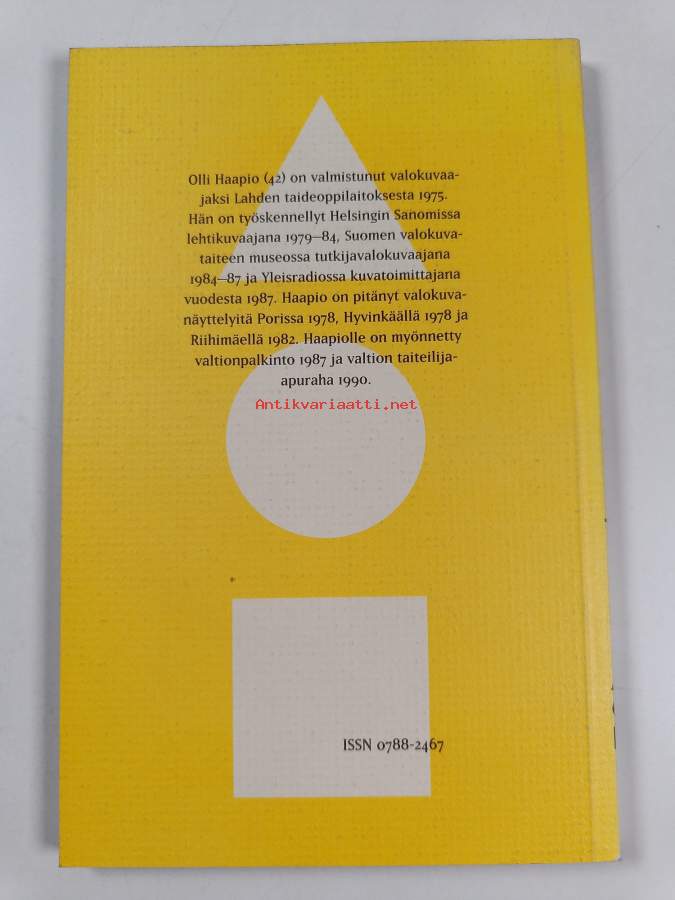 Olli Haapio (42) on valmistunut valokuvaa-
jaksi Lahden taideoppilaitoksesta 1975.
Hän on työskennellyt Helsingin Sanomissa
lehtikuvaajana 1979—84, Suomen valokuva-
taiteen museossa tutkijavalokuvaajana
1984—87 ja Yleisradiossa kuvatoimittajana
vuodesta 1987. Haapio on pitänyt valokuva-
näyttelyitä Porissa 1978, Hyvinkäällä 1978 ja
Riihimäellä 1982. Haapiolle on myönnetty
valtionpalkinto 1987 ja valtion taiteilija-
apuraha 1990.
Antikvariaatti.net
ISSN 0788-2467